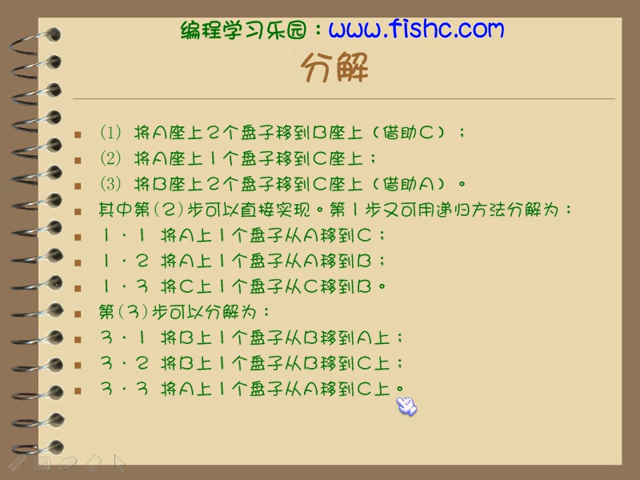 编程学习乐园：www.fishc.com
分解
(1) 将A座上2个盘子移到B座上（借助C）；
(2) 将A座上1个盘子移到C座上；
(3) 将B座上2个盘子移到C座上（借助A）。
其中第(2)步可以直接实现。第1步又可用递归方法分解为：
1·1 将A上1个盘子从A移到C；
1·2 将A上1个盘子从A移到B；
1·3 将C上1个盘子从C移到B。
第(3)步可以分解为：
3·1 将B上1个盘子从B移到A上；
3·2 将B上1个盘子从B移到C上；
3·3 将A上1个盘子从A移到C上。